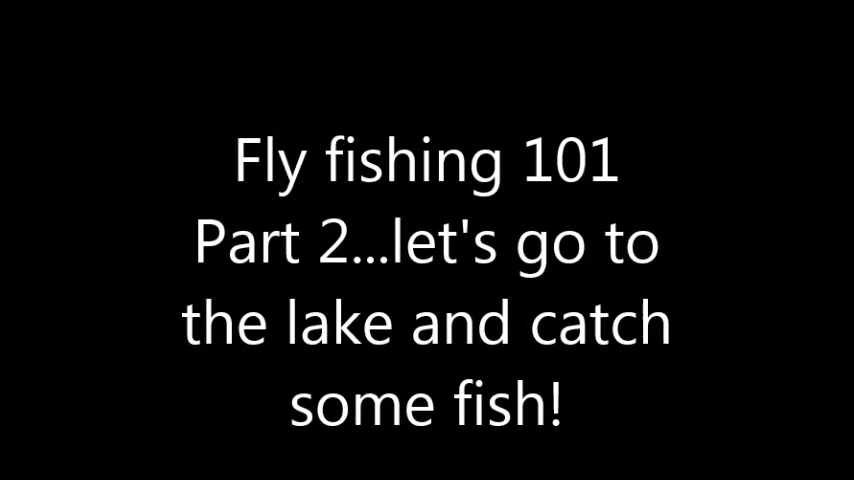 Fly fishing 101
Part 2...let's go to
the lake and catch
some fish!